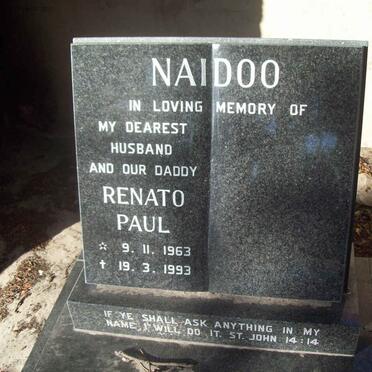 NAIDOO
IN LOVING MEMORY OF
MY DEAREST
HUSBAND
AND OUR DADDY
RENATO
PAUL
☆ 9. 11. 1963
† 19. 3. 1993
IF YE SHALL ASK ANYTHING IN MY
NAME, I WILL DO IT. ST. JOHN 14:14